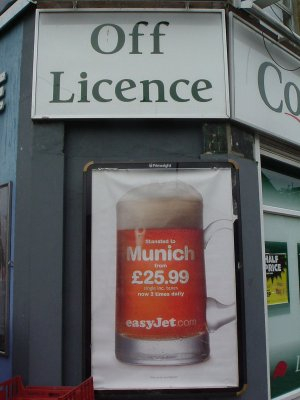 Off
Licence
Co
Primesight
Stansted to
Munich
from
£25.99
single inc. taxes
now 3 times daily
easyJet.com
HALF
PRICE